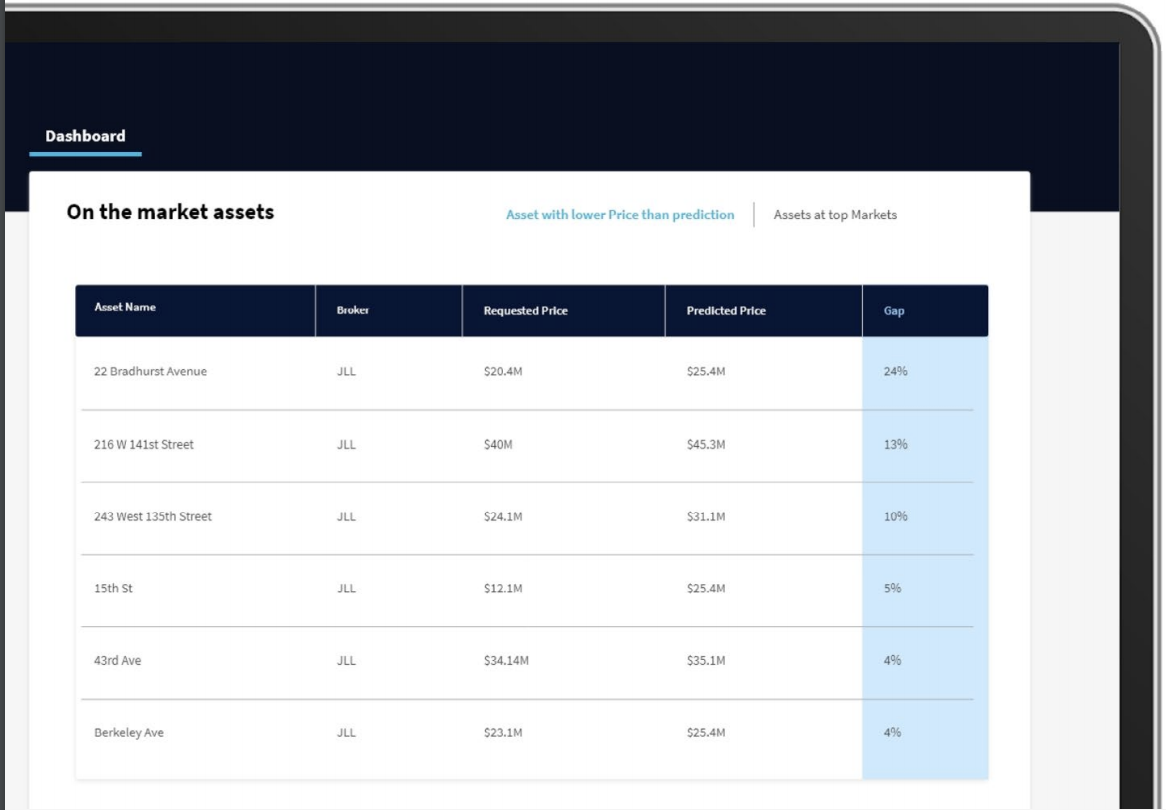 Dashboard
On the market assets
Asset with lower Price than prediction
Assets at top Markets
Asset Name Broker Requested Price Predicted Price Gap
22 Bradhurst Avenue JLL $20.4M $25.4M 24%
216 W 141st Street JLL $40M $45.3M 13%
243 West 135th Street JLL $24.1M $31.1M 10%
15th St JLL $12.1M $25.4M 5%
43rd Ave JLL $34.14M $35.1M 4%
Berkeley Ave JLL $23.1M $25.4M 4%